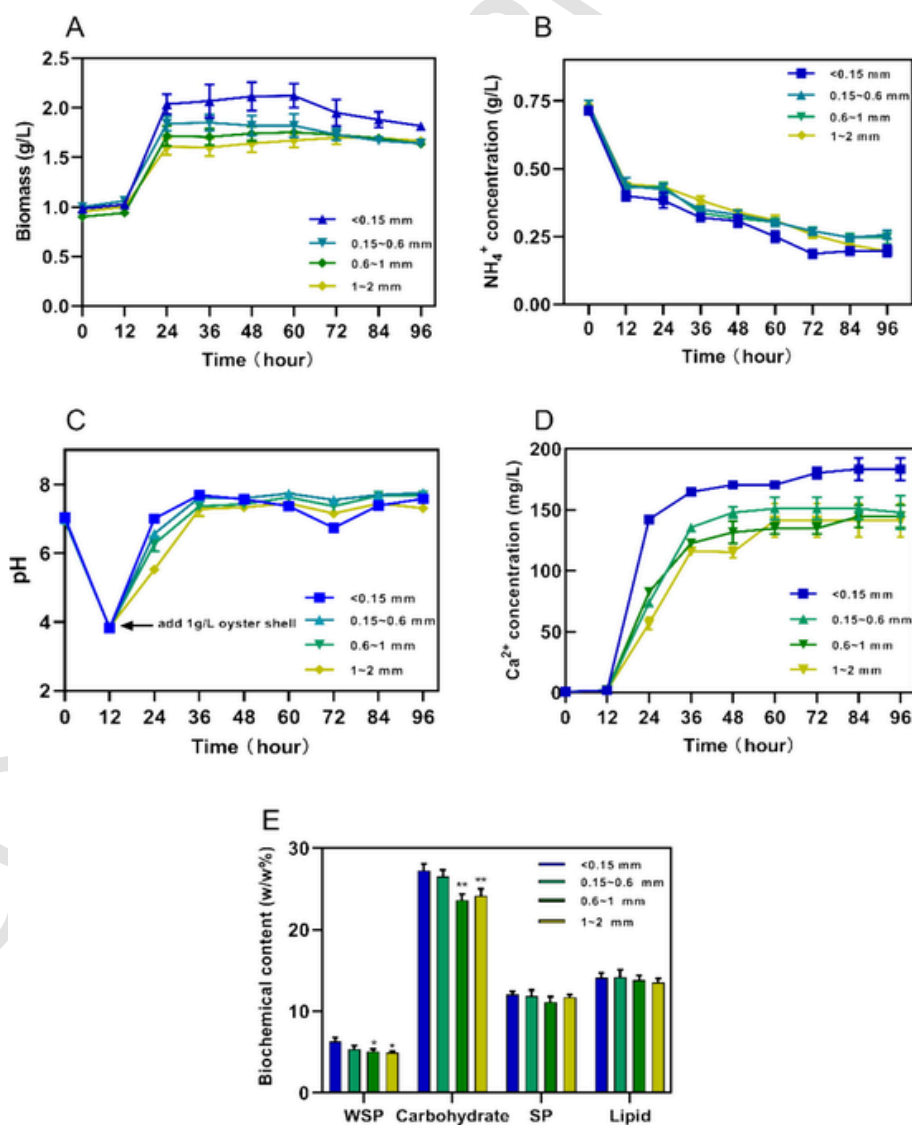 A
Biomass (g/L)
2.5
2.0
1.5
1.0
0.5
0.0
<0.15 mm
0.15~0.6 mm
0.6~1 mm
1~2 mm
0 12 24 36 48 60 72 84 96
Time (hour)
B
NH₄⁺ concentration (g/L)
0.75
0.50
0.25
0.00
<0.15 mm
0.15~0.6 mm
0.6~1 mm
1~2 mm
0 12 24 36 48 60 72 84 96
Time (hour)
C
pH
8
6
4
2
add 1g/L oyster shell
<0.15 mm
0.15~0.6 mm
0.6~1 mm
1~2 mm
0 12 24 36 48 60 72 84 96
Time (hour)
D
Ca²⁺ concentration (mg/L)
200
150
100
50
0
<0.15 mm
0.15~0.6 mm
0.6~1 mm
1~2 mm
0 12 24 36 48 60 72 84 96
Time (hour)
E
Biochemical content (w/w%)
30
20
10
0
<0.15 mm
0.15~0.6 mm
0.6~1 mm
1~2 mm
** **
* *
WSP Carbohydrate SP Lipid